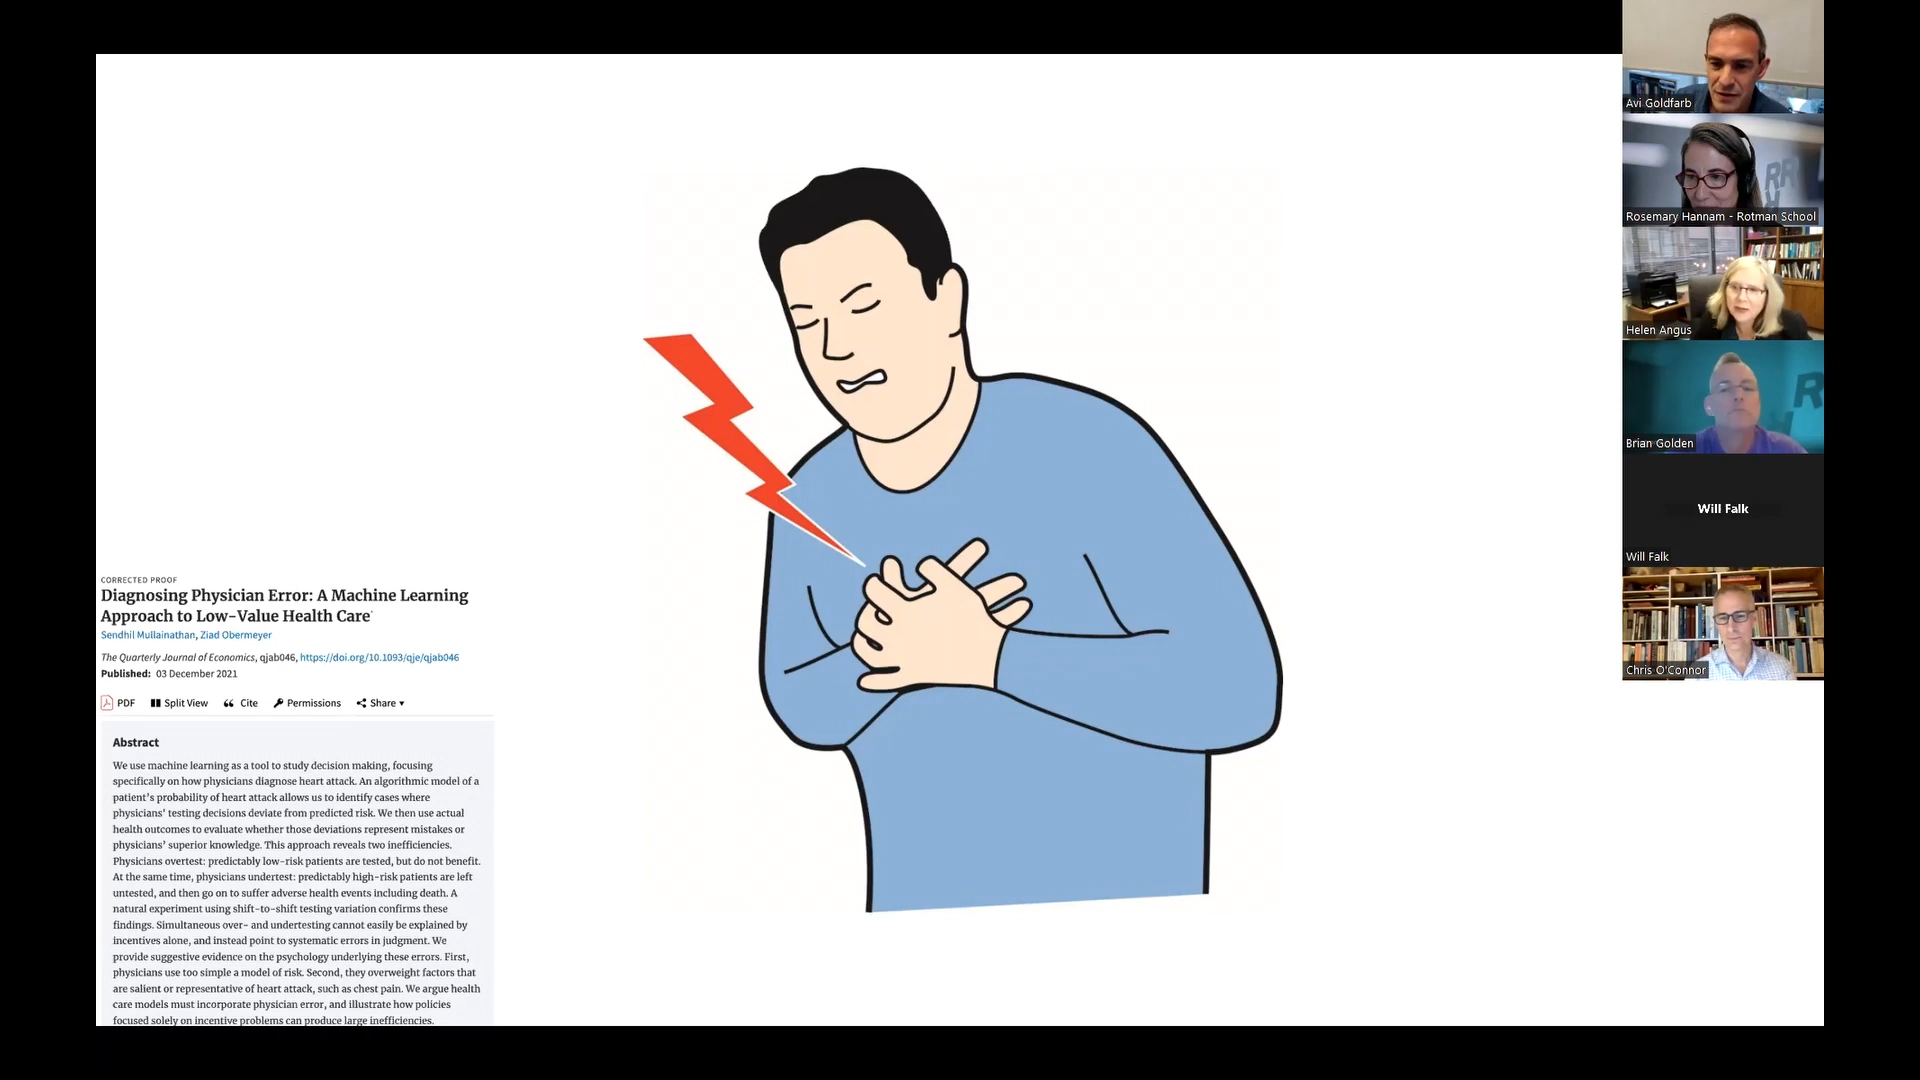 CORRECTED PROOF
Diagnosing Physician Error: A Machine Learning
Approach to Low-Value Health Care*
Sendhil Mullainathan, Ziad Obermeyer
The Quarterly Journal of Economics, qjab046, https://doi.org/10.1093/qje/qjab046
Published: 03 December 2021
PDF Split View Cite Permissions Share
Abstract
We use machine learning as a tool to study decision making, focusing
specifically on how physicians diagnose heart attack. An algorithmic model of a
patient's probability of heart attack allows us to identify cases where
physicians' testing decisions deviate from predicted risk. We then use actual
health outcomes to evaluate whether those deviations represent mistakes or
physicians' superior knowledge. This approach reveals two inefficiencies.
Physicians overtest: predictably low-risk patients are tested, but do not benefit.
At the same time, physicians undertest: predictably high-risk patients are left
untested, and then go on to suffer adverse health events including death. A
natural experiment using shift-to-shift testing variation confirms these
findings. Simultaneous over- and undertesting cannot easily be explained by
incentives alone, and instead point to systematic errors in judgment. We
provide suggestive evidence on the psychology underlying these errors. First,
physicians use too simple a model of risk. Second, they overweight factors that
are salient or representative of heart attack, such as chest pain. We argue health
care models must incorporate physician error, and illustrate how policies
focused solely on incentive problems can produce large inefficiencies.
Avi Goldfarb
Rosemary Hannam - Rotman School
Helen Angus
Brian Golden
Will Falk
Will Falk
Chris O'Connor